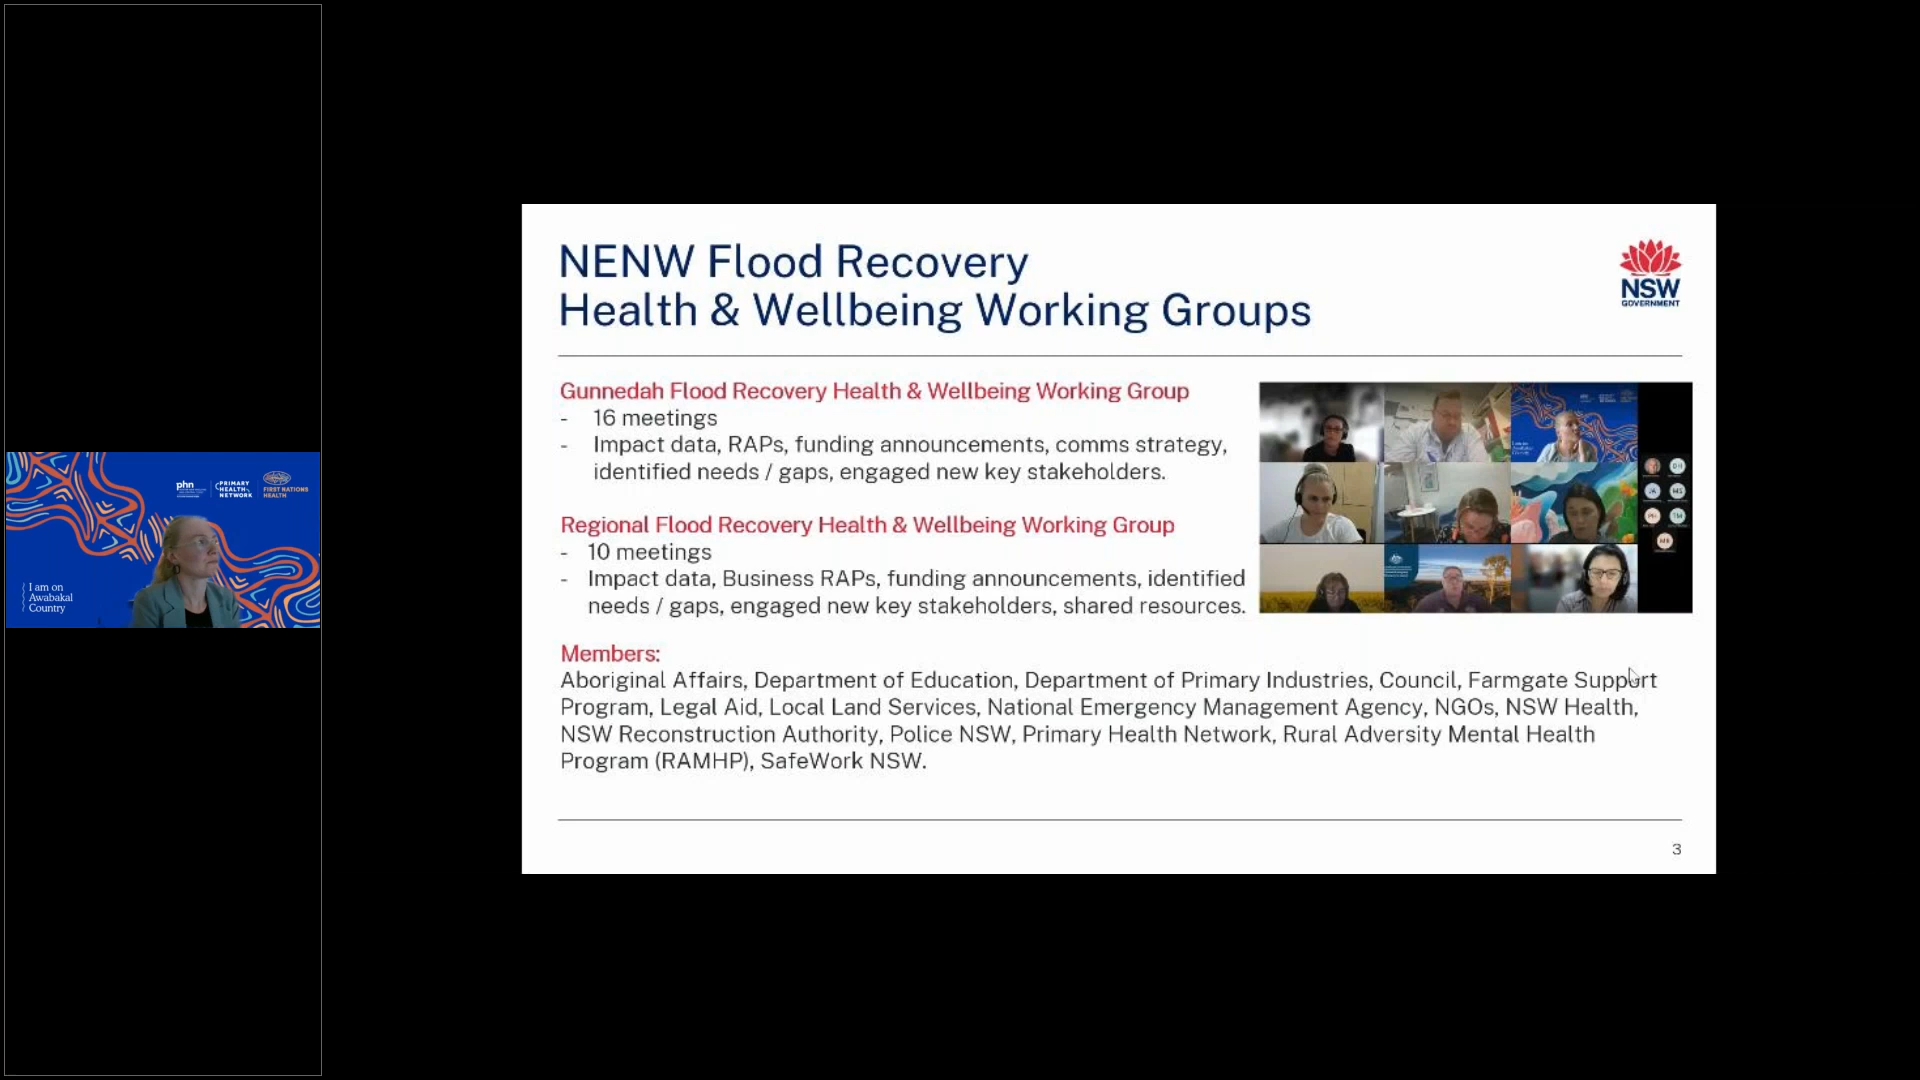 phn
PRIMARY
HEALTH
NETWORK
FIRST NATIONS
HEALTH
I am on
Awabakal
Country
NENW Flood Recovery
Health & Wellbeing Working Groups
NSW
GOVERNMENT
Gunnedah Flood Recovery Health & Wellbeing Working Group
- 16 meetings
- Impact data, RAPs, funding announcements, comms strategy,
identified needs / gaps, engaged new key stakeholders.
Regional Flood Recovery Health & Wellbeing Working Group
- 10 meetings
- Impact data, Business RAPs, funding announcements, identified
needs / gaps, engaged new key stakeholders, shared resources.
Members:
Aboriginal Affairs, Department of Education, Department of Primary Industries, Council, Farmgate Support
Program, Legal Aid, Local Land Services, National Emergency Management Agency, NGOs, NSW Health,
NSW Reconstruction Authority, Police NSW, Primary Health Network, Rural Adversity Mental Health
Program (RAMHP), SafeWork NSW.
3